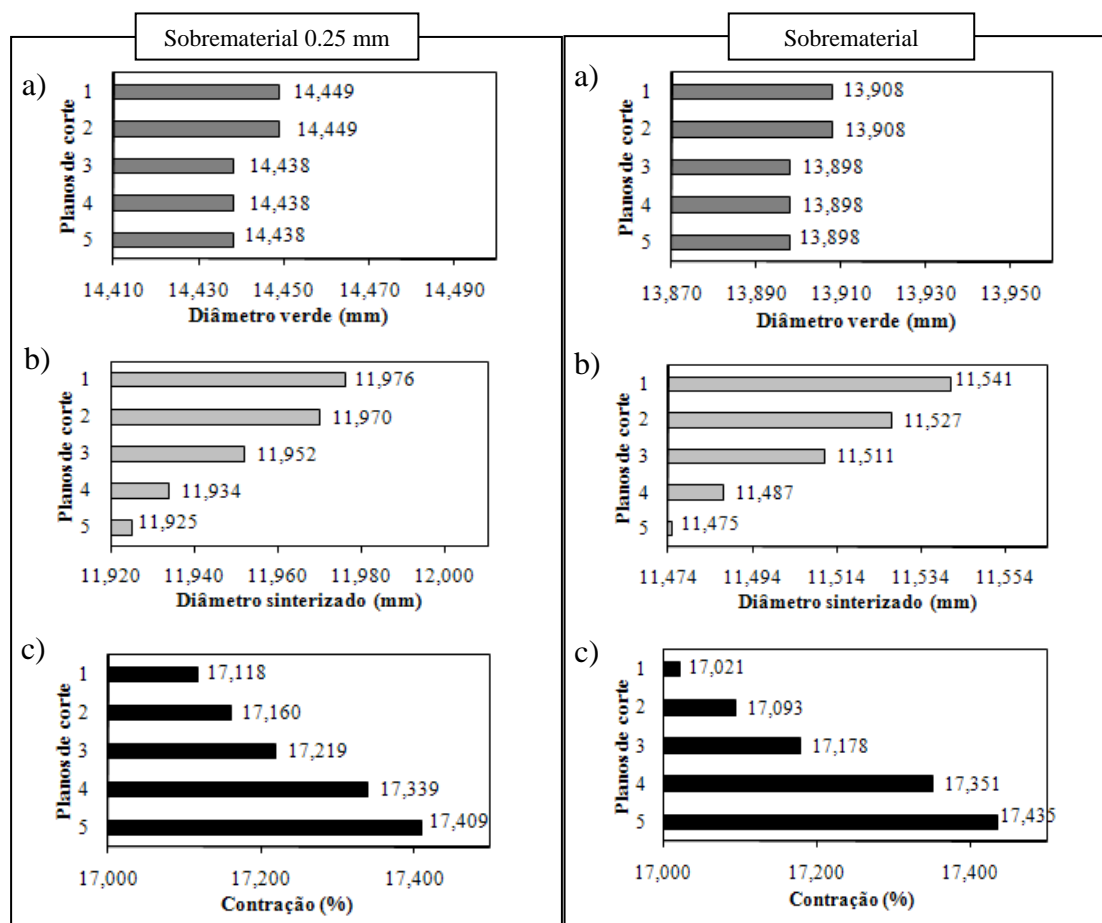 Sobrematerial 0.25 mm
a)
Planos de corte
1 14,449
2 14,449
3 14,438
4 14,438
5 14,438
14,410 14,430 14,450 14,470 14,490
Diâmetro verde (mm)
b)
Planos de corte
1 11,976
2 11,970
3 11,952
4 11,934
5 11,925
11,920 11,940 11,960 11,980 12,000
Diâmetro sinterizado (mm)
c)
Planos de corte
1 17,118
2 17,160
3 17,219
4 17,339
5 17,409
17,000 17,200 17,400
Contração (%)
Sobrematerial
a)
Planos de corte
1 13,908
2 13,908
3 13,898
4 13,898
5 13,898
13,870 13,890 13,910 13,930 13,950
Diâmetro verde (mm)
b)
Planos de corte
1 11,541
2 11,527
3 11,511
4 11,487
5 11,475
11,474 11,494 11,514 11,534 11,554
Diâmetro sinterizado (mm)
c)
Planos de corte
1 17,021
2 17,093
3 17,178
4 17,351
5 17,435
17,000 17,200 17,400
Contração (%)